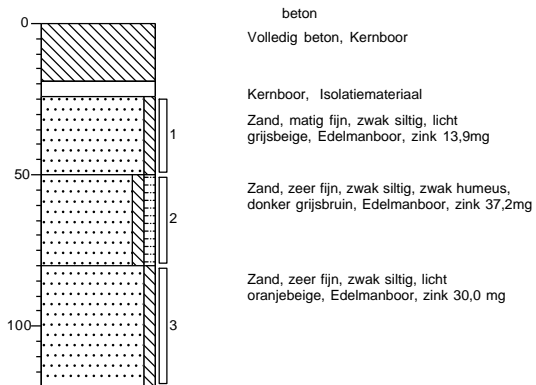 beton
0
Volledig beton, Kernboor
Kernboor, Isolatiemateriaal
Zand, matig fijn, zwak siltig, licht
grijsbeige, Edelmanboor, zink 13,9mg
1
50
Zand, zeer fijn, zwak siltig, zwak humeus,
donker grijsbruin, Edelmanboor, zink 37,2mg
2
Zand, zeer fijn, zwak siltig, licht
oranjebeige, Edelmanboor, zink 30,0 mg
100
3